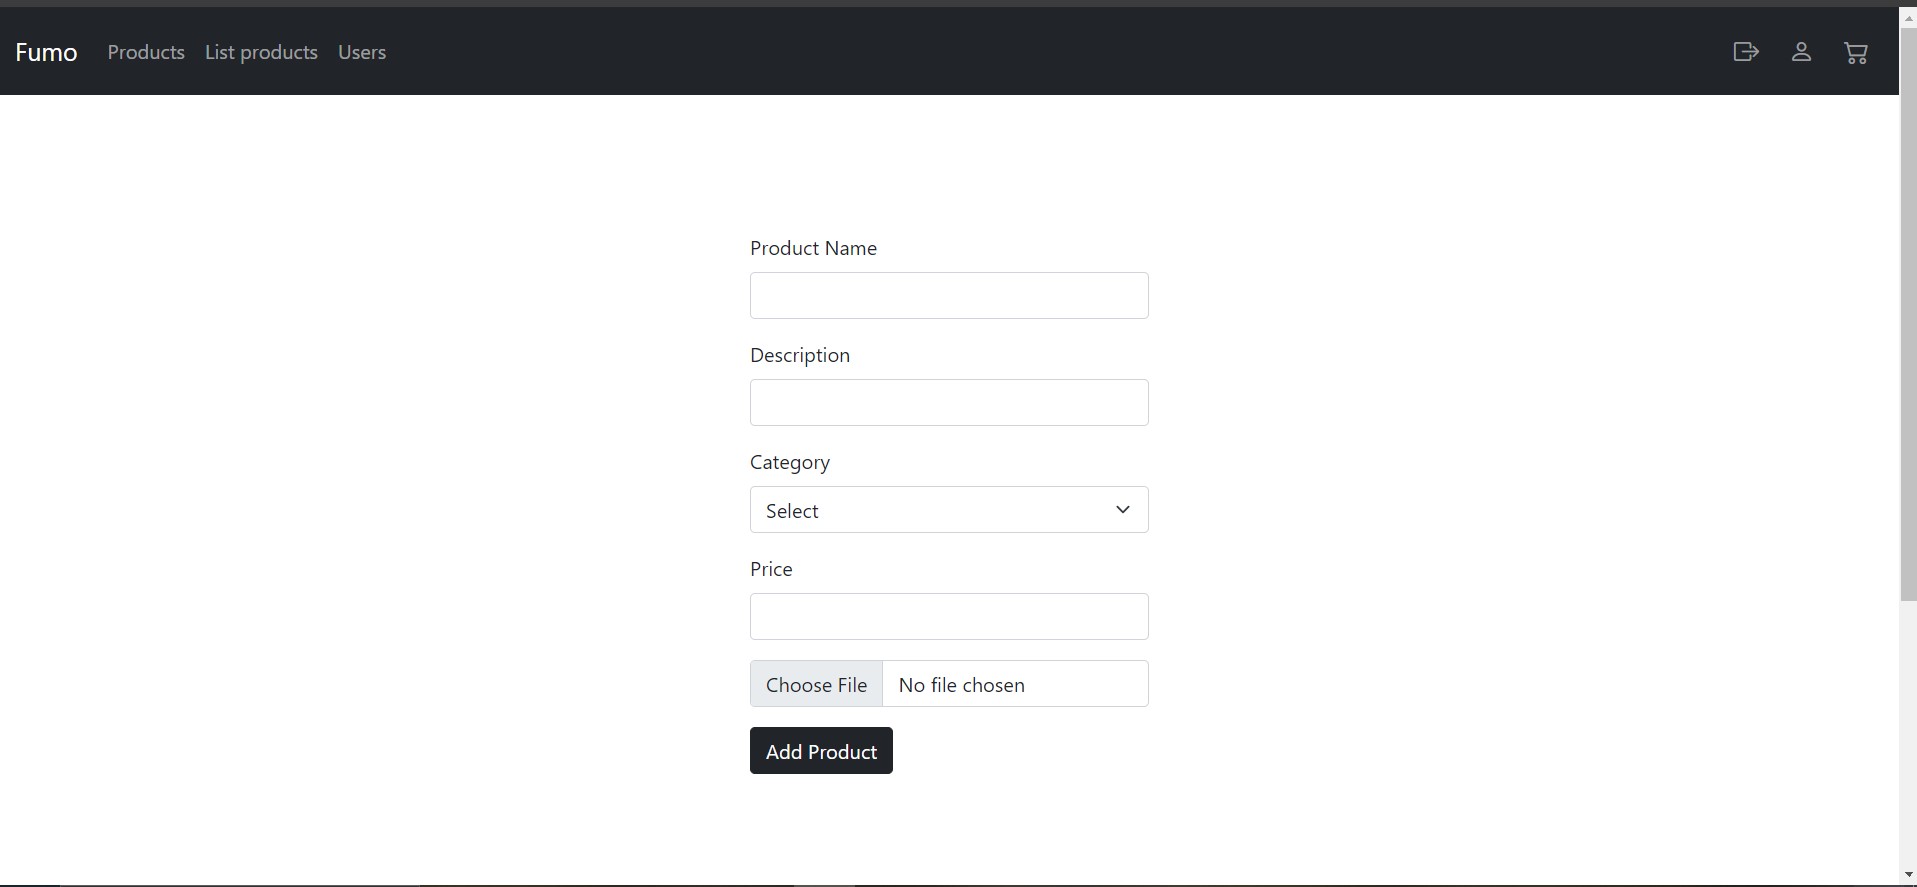 Fumo Products List products Users
Product Name
Description
Category
Select
Price
Choose File No file chosen
Add Product